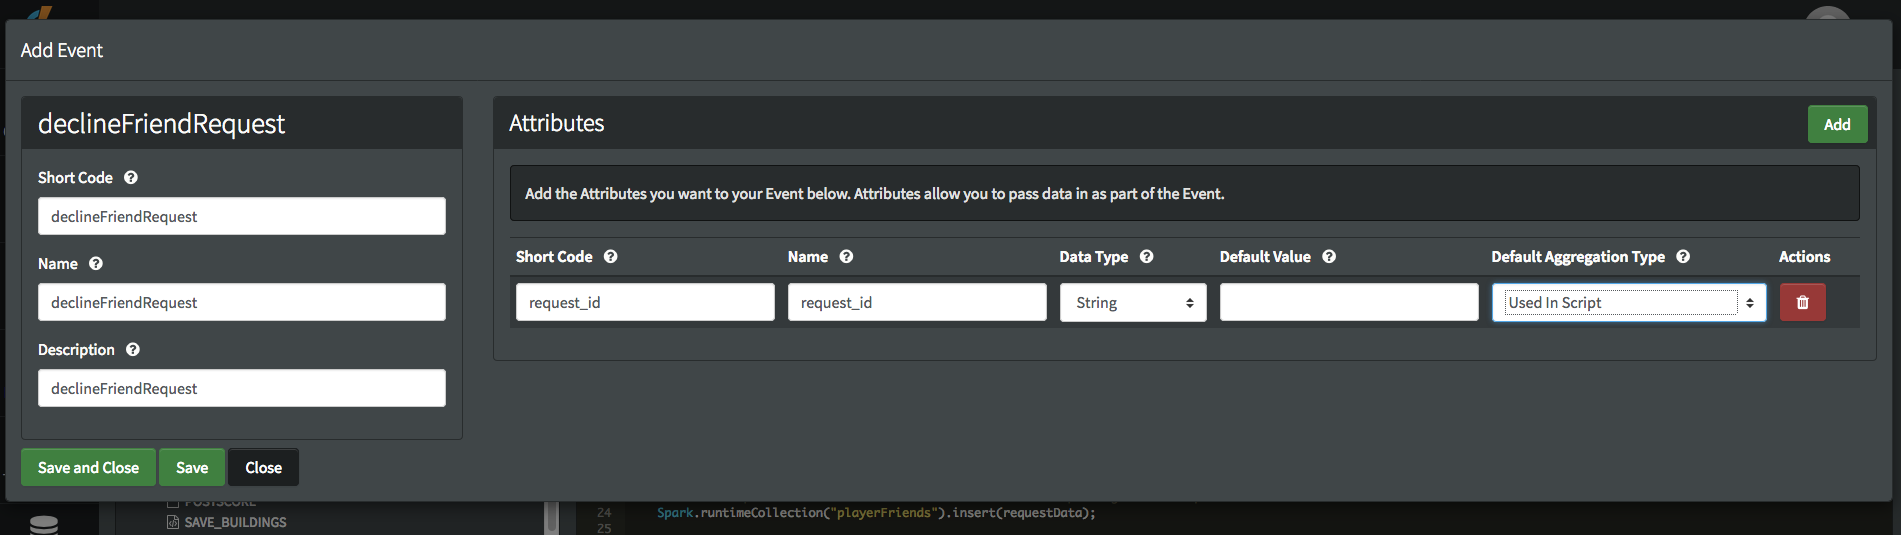 Add Event
declineFriendRequest
Short Code
declineFriendRequest
Name
declineFriendRequest
Description
declineFriendRequest
Save and Close Save Close
Attributes
Add
Add the Attributes you want to your Event below. Attributes allow you to pass data in as part of the Event.
Short Code Name Data Type Default Value Default Aggregation Type Actions
request_id request_id String Used In Script
POSTSCORE
SAVE_BUILDINGS
24 Spark.runtimeCollection("playerFriends").insert(requestData);
25